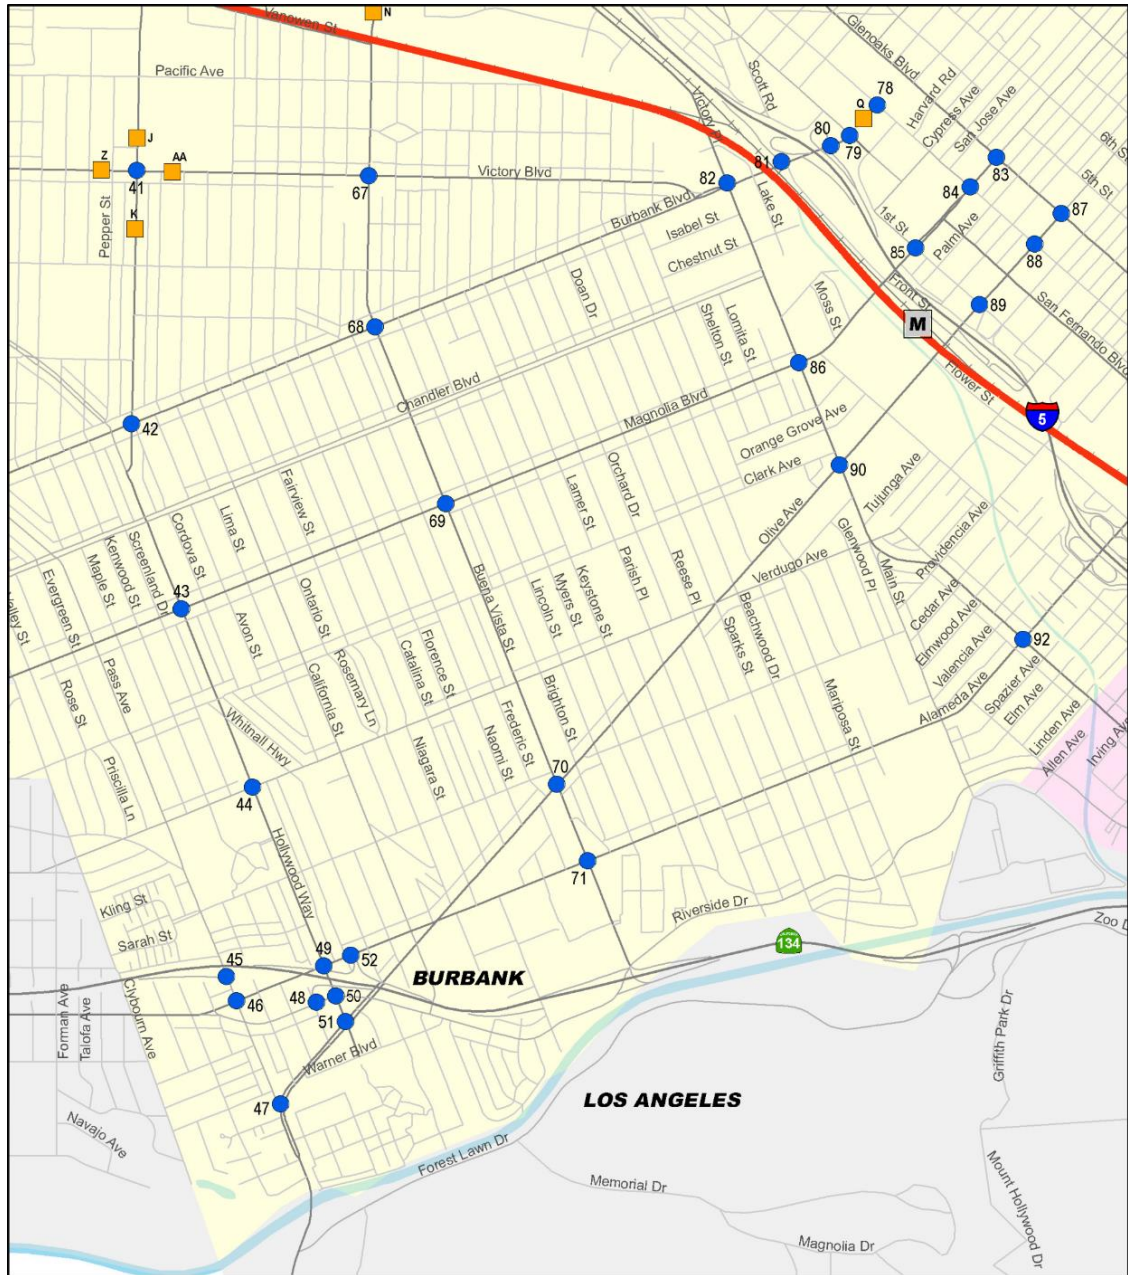 N
Vanowen St
Glenoaks Blvd
Pacific Ave
Scott Rd
Harvard Rd
Cypress Ave
San Jose Ave
6th St
78
Q
Victory Pl
80
79
J
Z
AA
41
81
83
5th St
Victory Blvd
67
82
84
87
Pepper St
K
Burbank Blvd
Lake St
Isabel St
1st St
Palm Ave
88
85
Chestnut St
Doan Dr
Front St
Moss St
89
San Fernando Blvd
68
M
Lomita St
Shelton St
86
Flower St
Chandler Blvd
Magnolia Blvd
5
42
Orange Grove Ave
Clark Ave
90
Fairview St
Orchard Dr
Tujunga Ave
Lima St
69
Lamer St
Cordova St
Olive Ave
Screenland Dr
Kenwood St
Maple St
Evergreen St
Glenwood Pl
Providencia Ave
Verdugo Ave
Main St
43
Buena Vista St
Parish Pl
Reese Pl
Keystone St
Myers St
Lincoln St
Cedar Ave
Ontario St
Avon St
Beachwood Dr
Sparks St
Elmwood Ave
92
Florence St
Catalina St
Rosemary Ln
California St
Valencia Ave
Pass Ave
Rose St
Brighton St
Mariposa St
Alameda Ave
Spazier Ave
Elm Ave
Whitnall Hwy
Frederic St
Naomi St
Linden Ave
Allen Ave
Irving Ave
Niagara St
Priscilla Ln
70
44
Hollywood Way
71
Kling St
Riverside Dr
Sarah St
Zoo D
134
45
49
52
BURBANK
46
48
50
Clybourn Ave
51
Forman Ave
Talofa Ave
Warner Blvd
Griffith Park Dr
47
LOS ANGELES
Navajo Ave
Forest Lawn Dr
Memorial Dr
Mount Hollywood Dr
Magnolia Dr